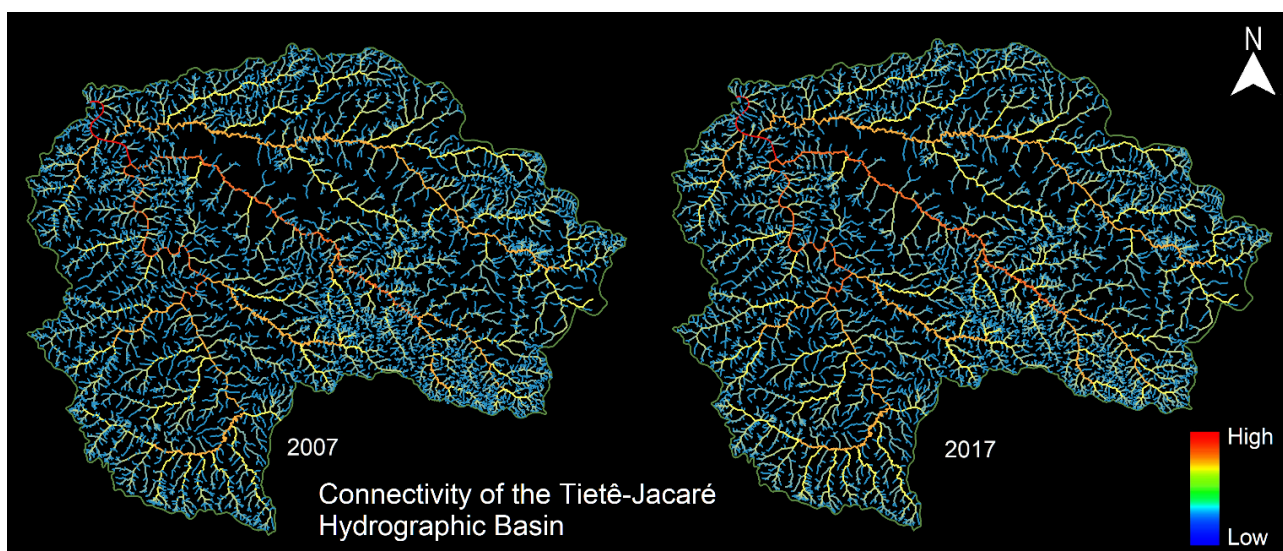 N
2007
2017
High
Low
Connectivity of the Tietê-Jacaré
Hydrographic Basin